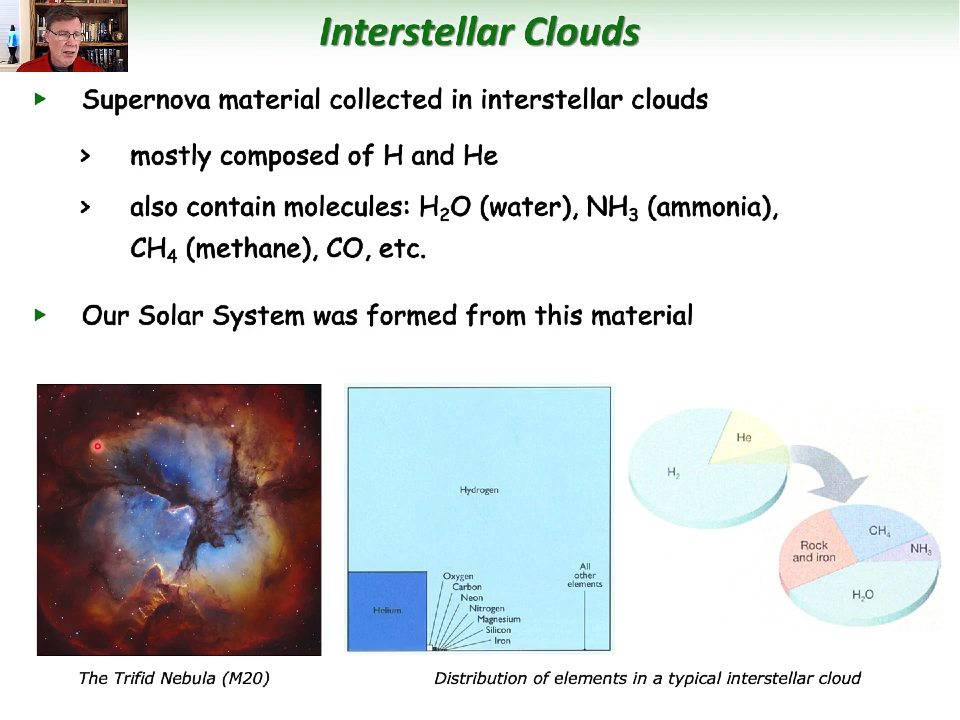 Interstellar Clouds
Supernova material collected in interstellar clouds
> mostly composed of H and He
> also contain molecules: H₂O (water), NH₃ (ammonia),
CH₄ (methane), CO, etc.
Our Solar System was formed from this material
Hydrogen
Helium
Oxygen
Carbon
Neon
Nitrogen
Magnesium
Silicon
Iron
All
other
elements
H₂
He
Rock
and iron
CH₄
NH₃
H₂O
The Trifid Nebula (M20)
Distribution of elements in a typical interstellar cloud